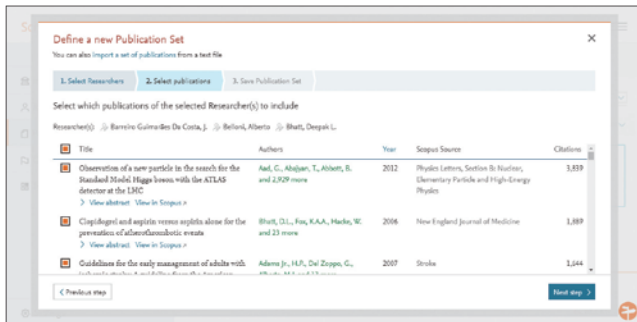 Define a new Publication Set
You can also import a set of publications from a text file
1. Select Researchers 2. Select publications 3. Save Publication Set
Select which publications of the selected Researcher(s) to include
Researcher(s): Barreiro Guimarães Da Costa, J. Belloni, Alberto Bhatt, Deepak L.
Title Authors Year Scopus Source Citations
Observation of a new particle in the search for the Aad, G., Abajyan, T., Abbott, B. 2012 Physics Letters, Section B: Nuclear, 3,839
Standard Model Higgs boson with the ATLAS and 2,929 more Elementary Particle and High-Energy
detector at the LHC Physics
View abstract View in Scopus
Clopidogrel and aspirin versus aspirin alone for the Bhatt, D.L., Fox, K.A.A., Hacke, W. 2006 New England Journal of Medicine
prevention of atherothrombotic events and 23 more
View abstract View in Scopus
Guidelines for the early management of adults with Adams Jr., H.P., Del Zoppo, G., 2007 Stroke
Previous step Next step